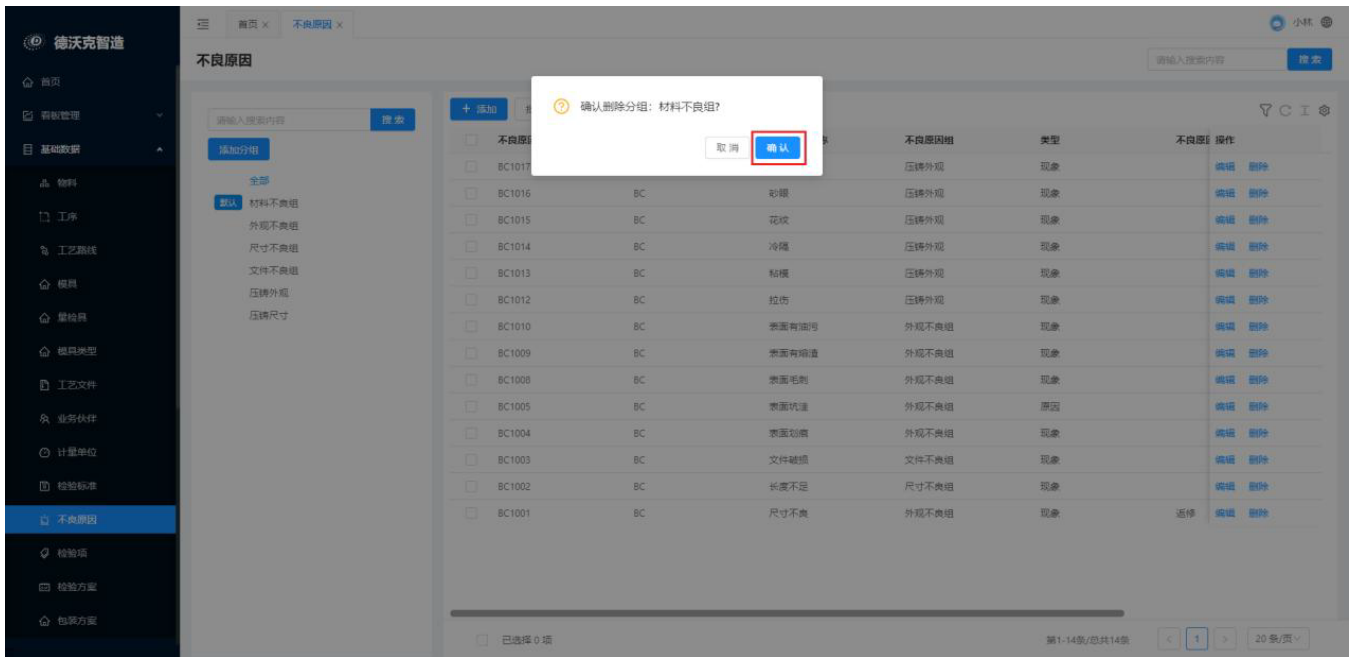 德沃克智造
首页 × 不良原因 ×
小林
不良原因
请输入搜索内容 搜索
首页
看板管理
基础数据
物料
工序
工艺路线
模具
量检具
模具类型
工艺文件
业务伙伴
计量单位
检验标准
不良原因
检验项
检验方案
包装方案
请输入搜索内容 搜索
添加分组
全部
默认 材料不良组
外观不良组
尺寸不良组
文件不良组
压铸外观
压铸尺寸
+ 添加
确认删除分组: 材料不良组?
取消 确认
不良原因组 类型 操作
BC1017 压铸外观 现象 编辑 删除
BC1016 BC 砂眼 压铸外观 现象 编辑 删除
BC1015 BC 花纹 压铸外观 现象 编辑 删除
BC1014 BC 冷隔 压铸外观 现象 编辑 删除
BC1013 BC 粘模 压铸外观 现象 编辑 删除
BC1012 BC 拉伤 压铸外观 现象 编辑 删除
BC1010 BC 表面有油污 外观不良组 现象 编辑 删除
BC1009 BC 表面有熔渣 外观不良组 现象 编辑 删除
BC1008 BC 表面毛刺 外观不良组 现象 编辑 删除
BC1005 BC 表面坑洼 外观不良组 原因 编辑 删除
BC1004 BC 表面划痕 外观不良组 现象 编辑 删除
BC1003 BC 文件破损 文件不良组 现象 编辑 删除
BC1002 BC 长度不足 尺寸不良组 现象 编辑 删除
BC1001 BC 尺寸不良 外观不良组 现象 返修 编辑 删除
已选择 0 项 第1-14条/总共14条 < 1 > 20 条/页